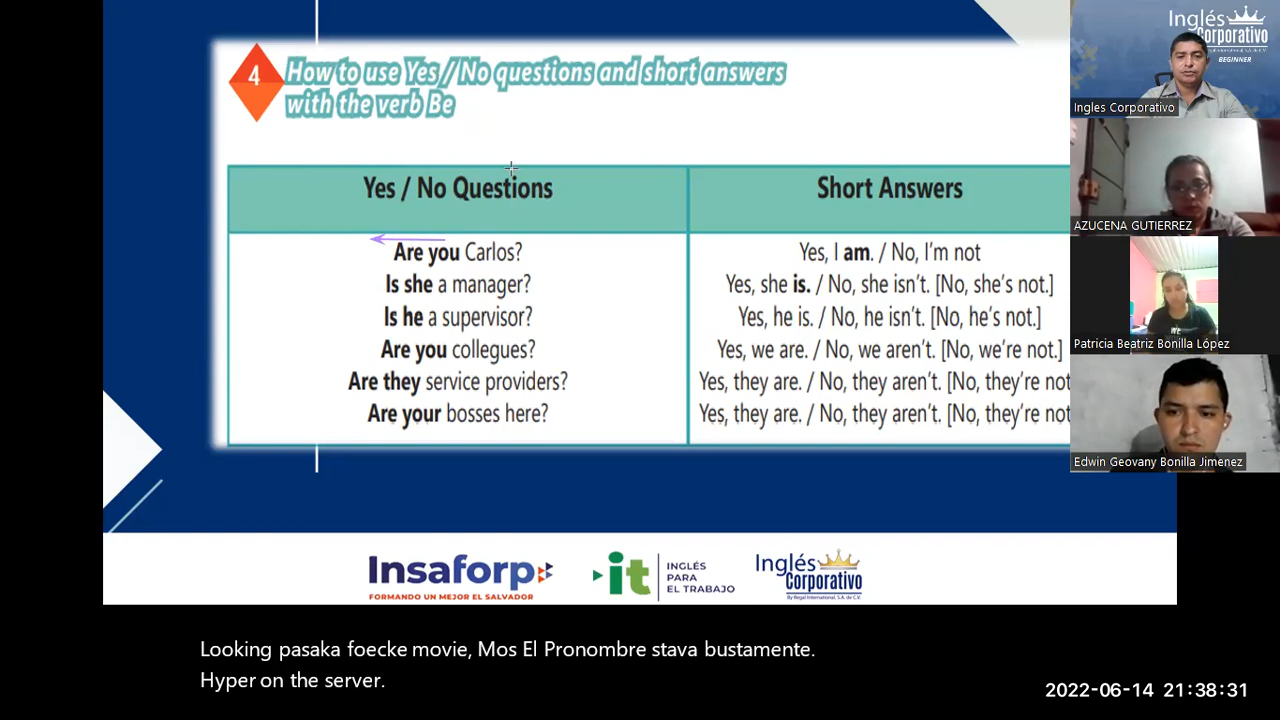 4
How to use Yes / No questions and short answers
with the verb Be
Yes / No Questions
Short Answers
Are you Carlos?
Yes, I am. / No, I'm not
Is she a manager?
Yes, she is. / No, she isn't. [No, she's not.]
Is he a supervisor?
Yes, he is. / No, he isn't. [No, he's not.]
Are you collegues?
Yes, we are. / No, we aren't. [No, we're not.]
Are they service providers?
Yes, they are. / No, they aren't. [No, they're not
Are your bosses here?
Yes, they are. / No, they aren't. [No, they're not
Insaforp
FORMANDO UN MEJOR EL SALVADOR
it
INGLÉS
PARA
EL TRABAJO
Inglés
Corporativo
By Regal International, S.A. de C.V.
Inglés
Corporativo
BEGINNER
Ingles Corporativo
AZUCENA GUTIERREZ
Patricia Beatriz Bonilla López
Edwin Geovany Bonilla Jimenez
Looking pasaka foecke movie, Mos El Pronombre stava bustamente.
Hyper on the server.
2022-06-14 21:38:31